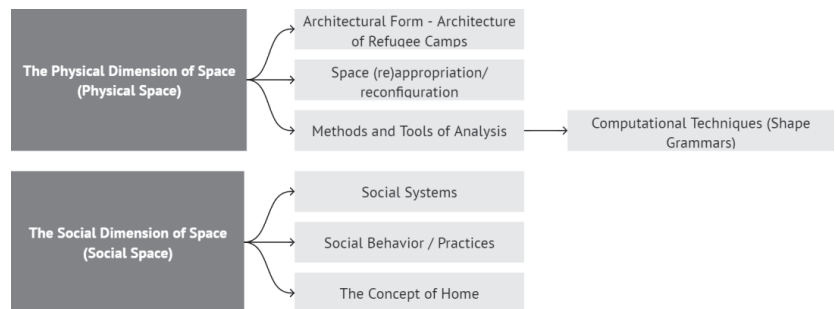 Architectural Form - Architecture
of Refugee Camps
The Physical Dimension of Space
(Physical Space)
Space (re)appropriation/
reconfiguration
Methods and Tools of Analysis
Computational Techniques (Shape
Grammars)
The Social Dimension of Space
(Social Space)
Social Systems
Social Behavior / Practices
The Concept of Home